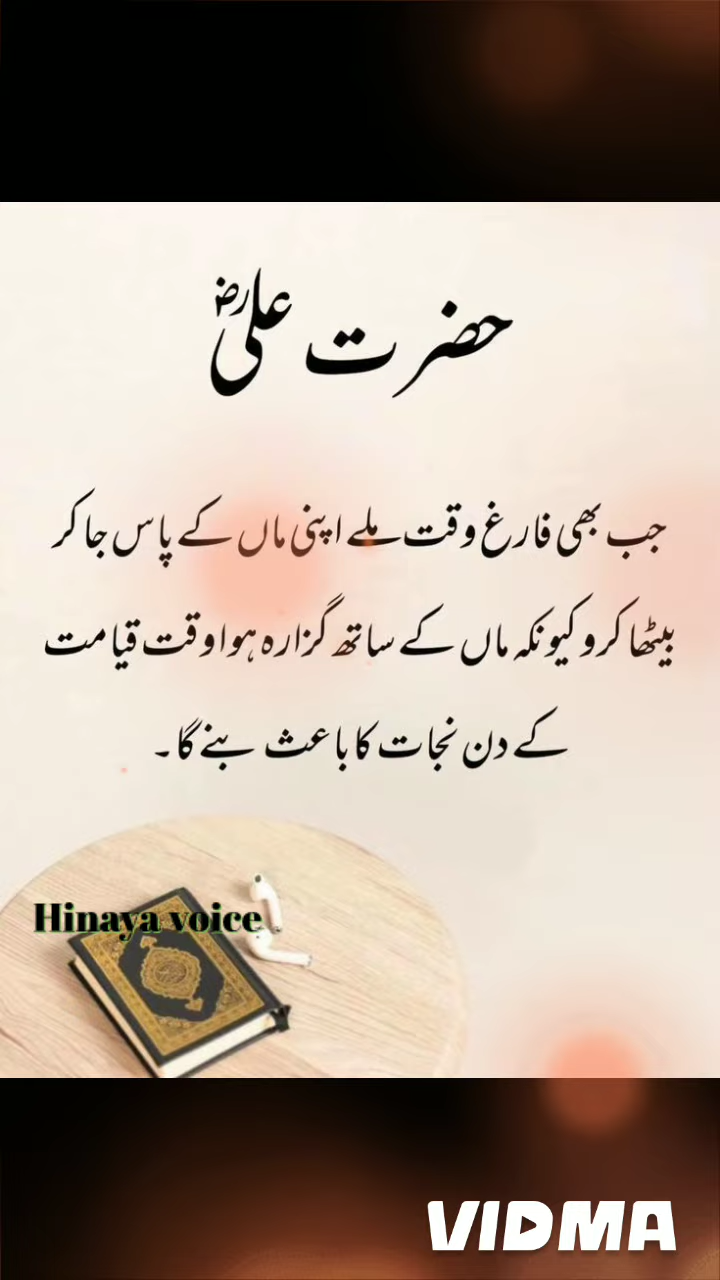 حضرت علیؓ
جب بھی فارغ وقت ملے اپنی ماں کے پاس جا کر
بیٹھا کرو کیونکہ ماں کے ساتھ گزارہ ہوا وقت قیامت
کے دن نجات کا باعث بنے گا۔
Hinaya voice
VIDMA